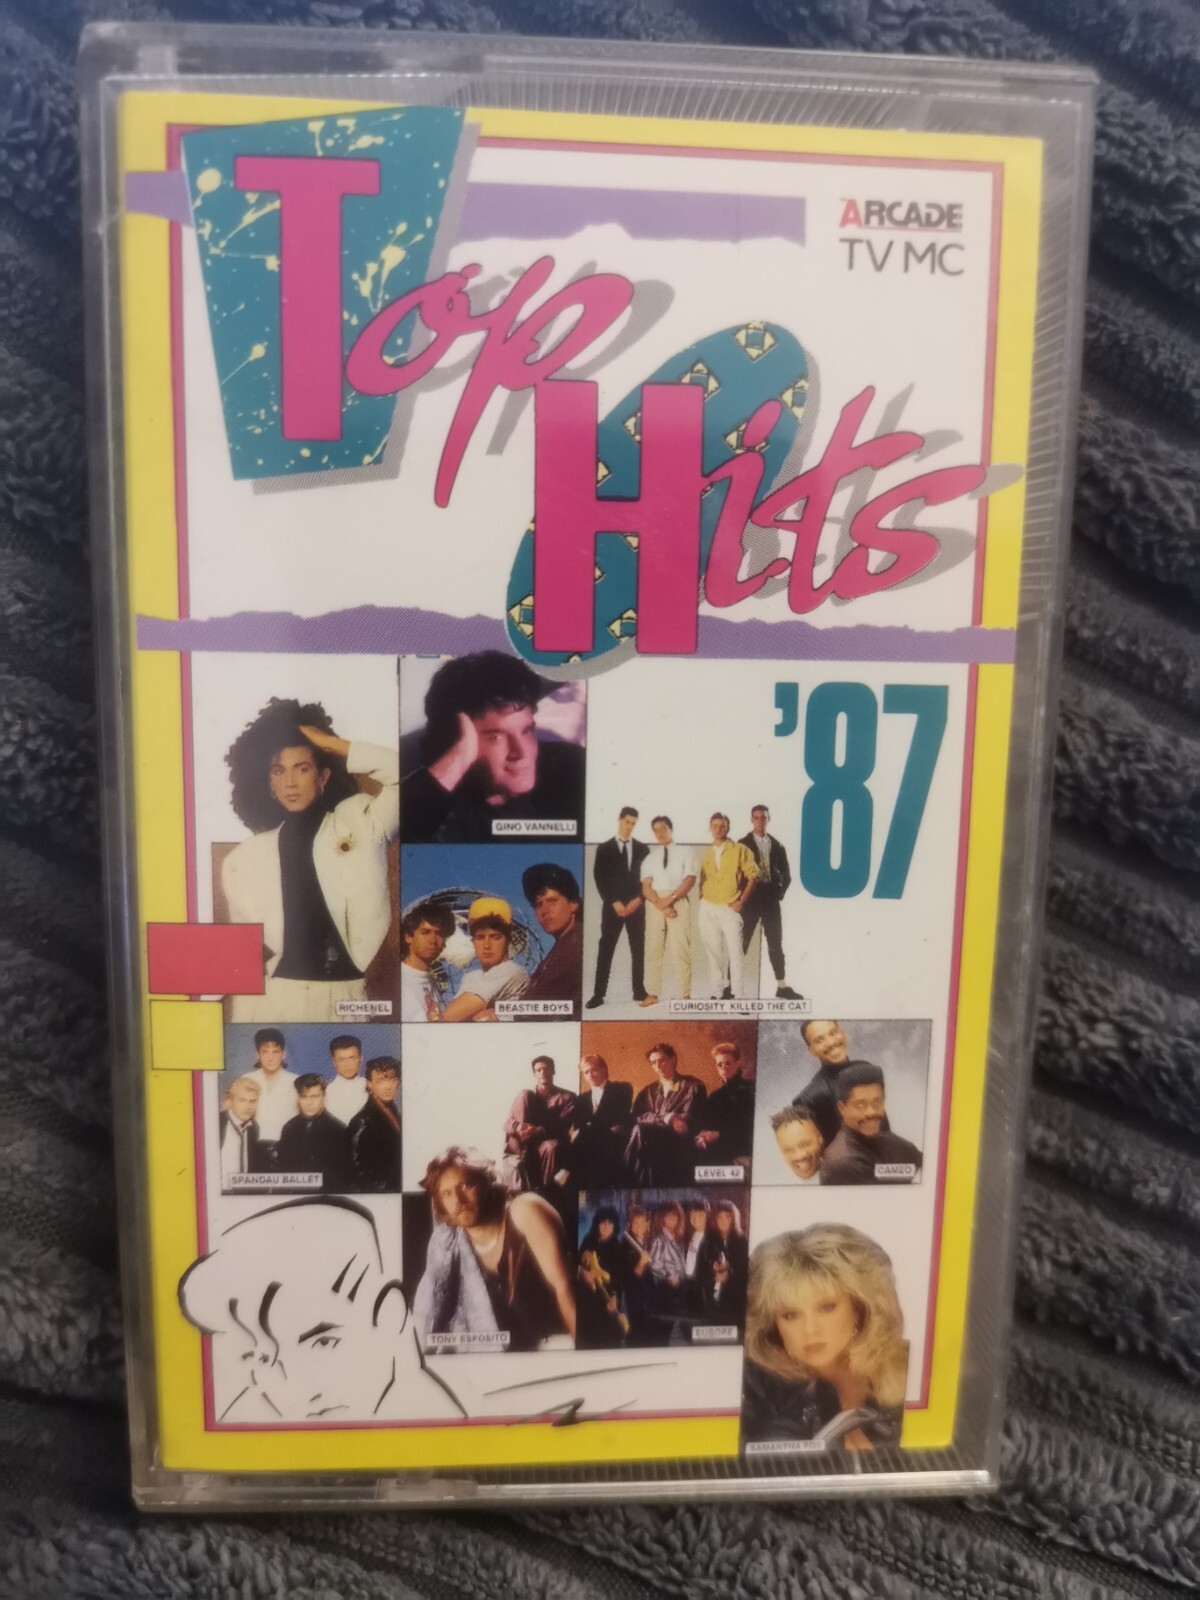 ARCADE
TV MC
Top
Hits
'87
GINO VANNELLI
RICHENEL
BEASTIE BOYS
CURIOSITY KILLED THE CAT
SPANDAU BALLET
LEVEL 42
CAMEO
TONY ESPOSITO
EUROPE
SAMANTHA FOX